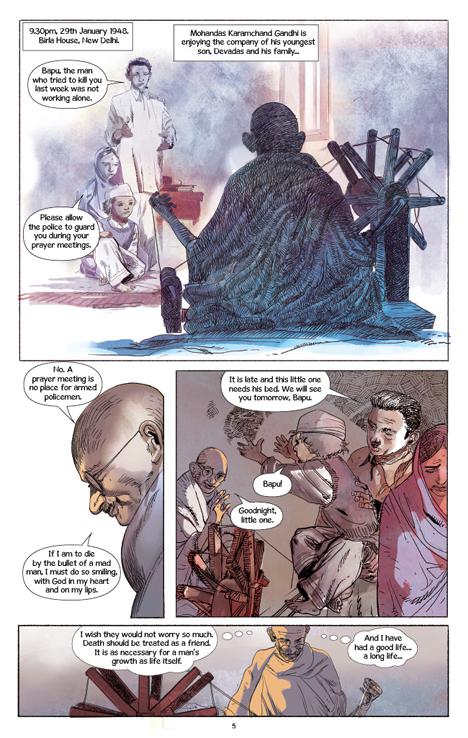 9.30pm, 29th January 1948.
Birla House, New Delhi.
Mohandas Karamchand Gandhi is
enjoying the company of his youngest
son, Devadas and his family...
Bapu, the man
who tried to kill you
last week was not
working alone.
Please allow
the police to guard
you during your
prayer meetings.
No. A
prayer meeting is
no place for armed
policemen.
If I am to die
by the bullet of a mad
man, I must do so smiling,
with God in my heart
and on my lips.
It is late and this little one
needs his bed. We will see
you tomorrow, Bapu.
Bapu!
Goodnight,
little one.
I wish they would not worry so much.
Death should be treated as a friend.
It is as necessary for a man's
growth as life itself.
And I have
had a good life...
a long life...
5